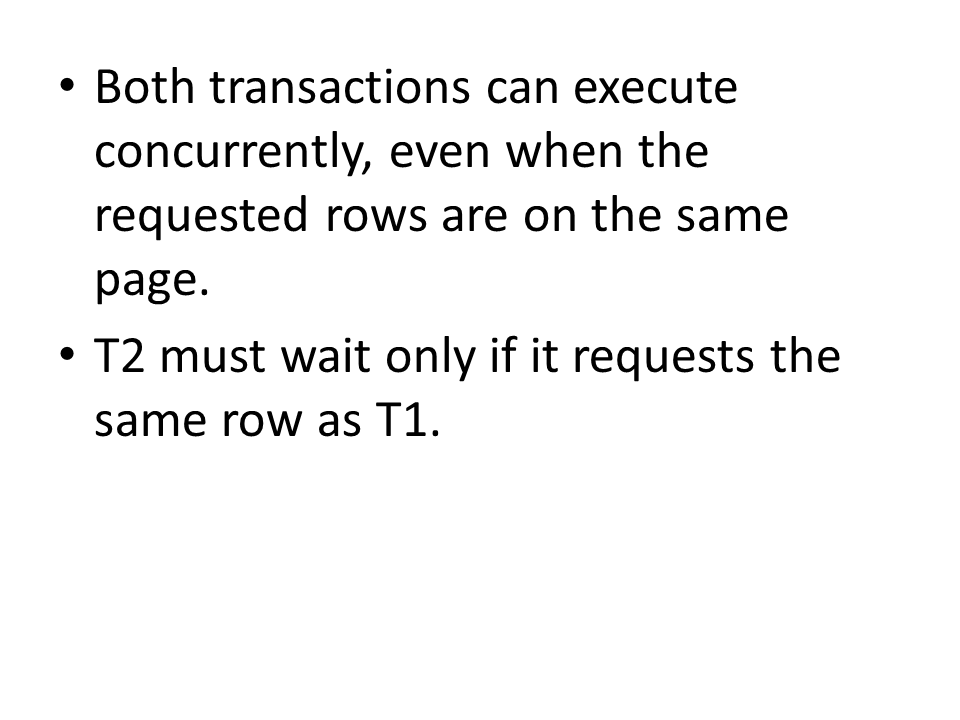 • Both transactions can execute
concurrently, even when the
requested rows are on the same
page.
• T2 must wait only if it requests the
same row as T1.